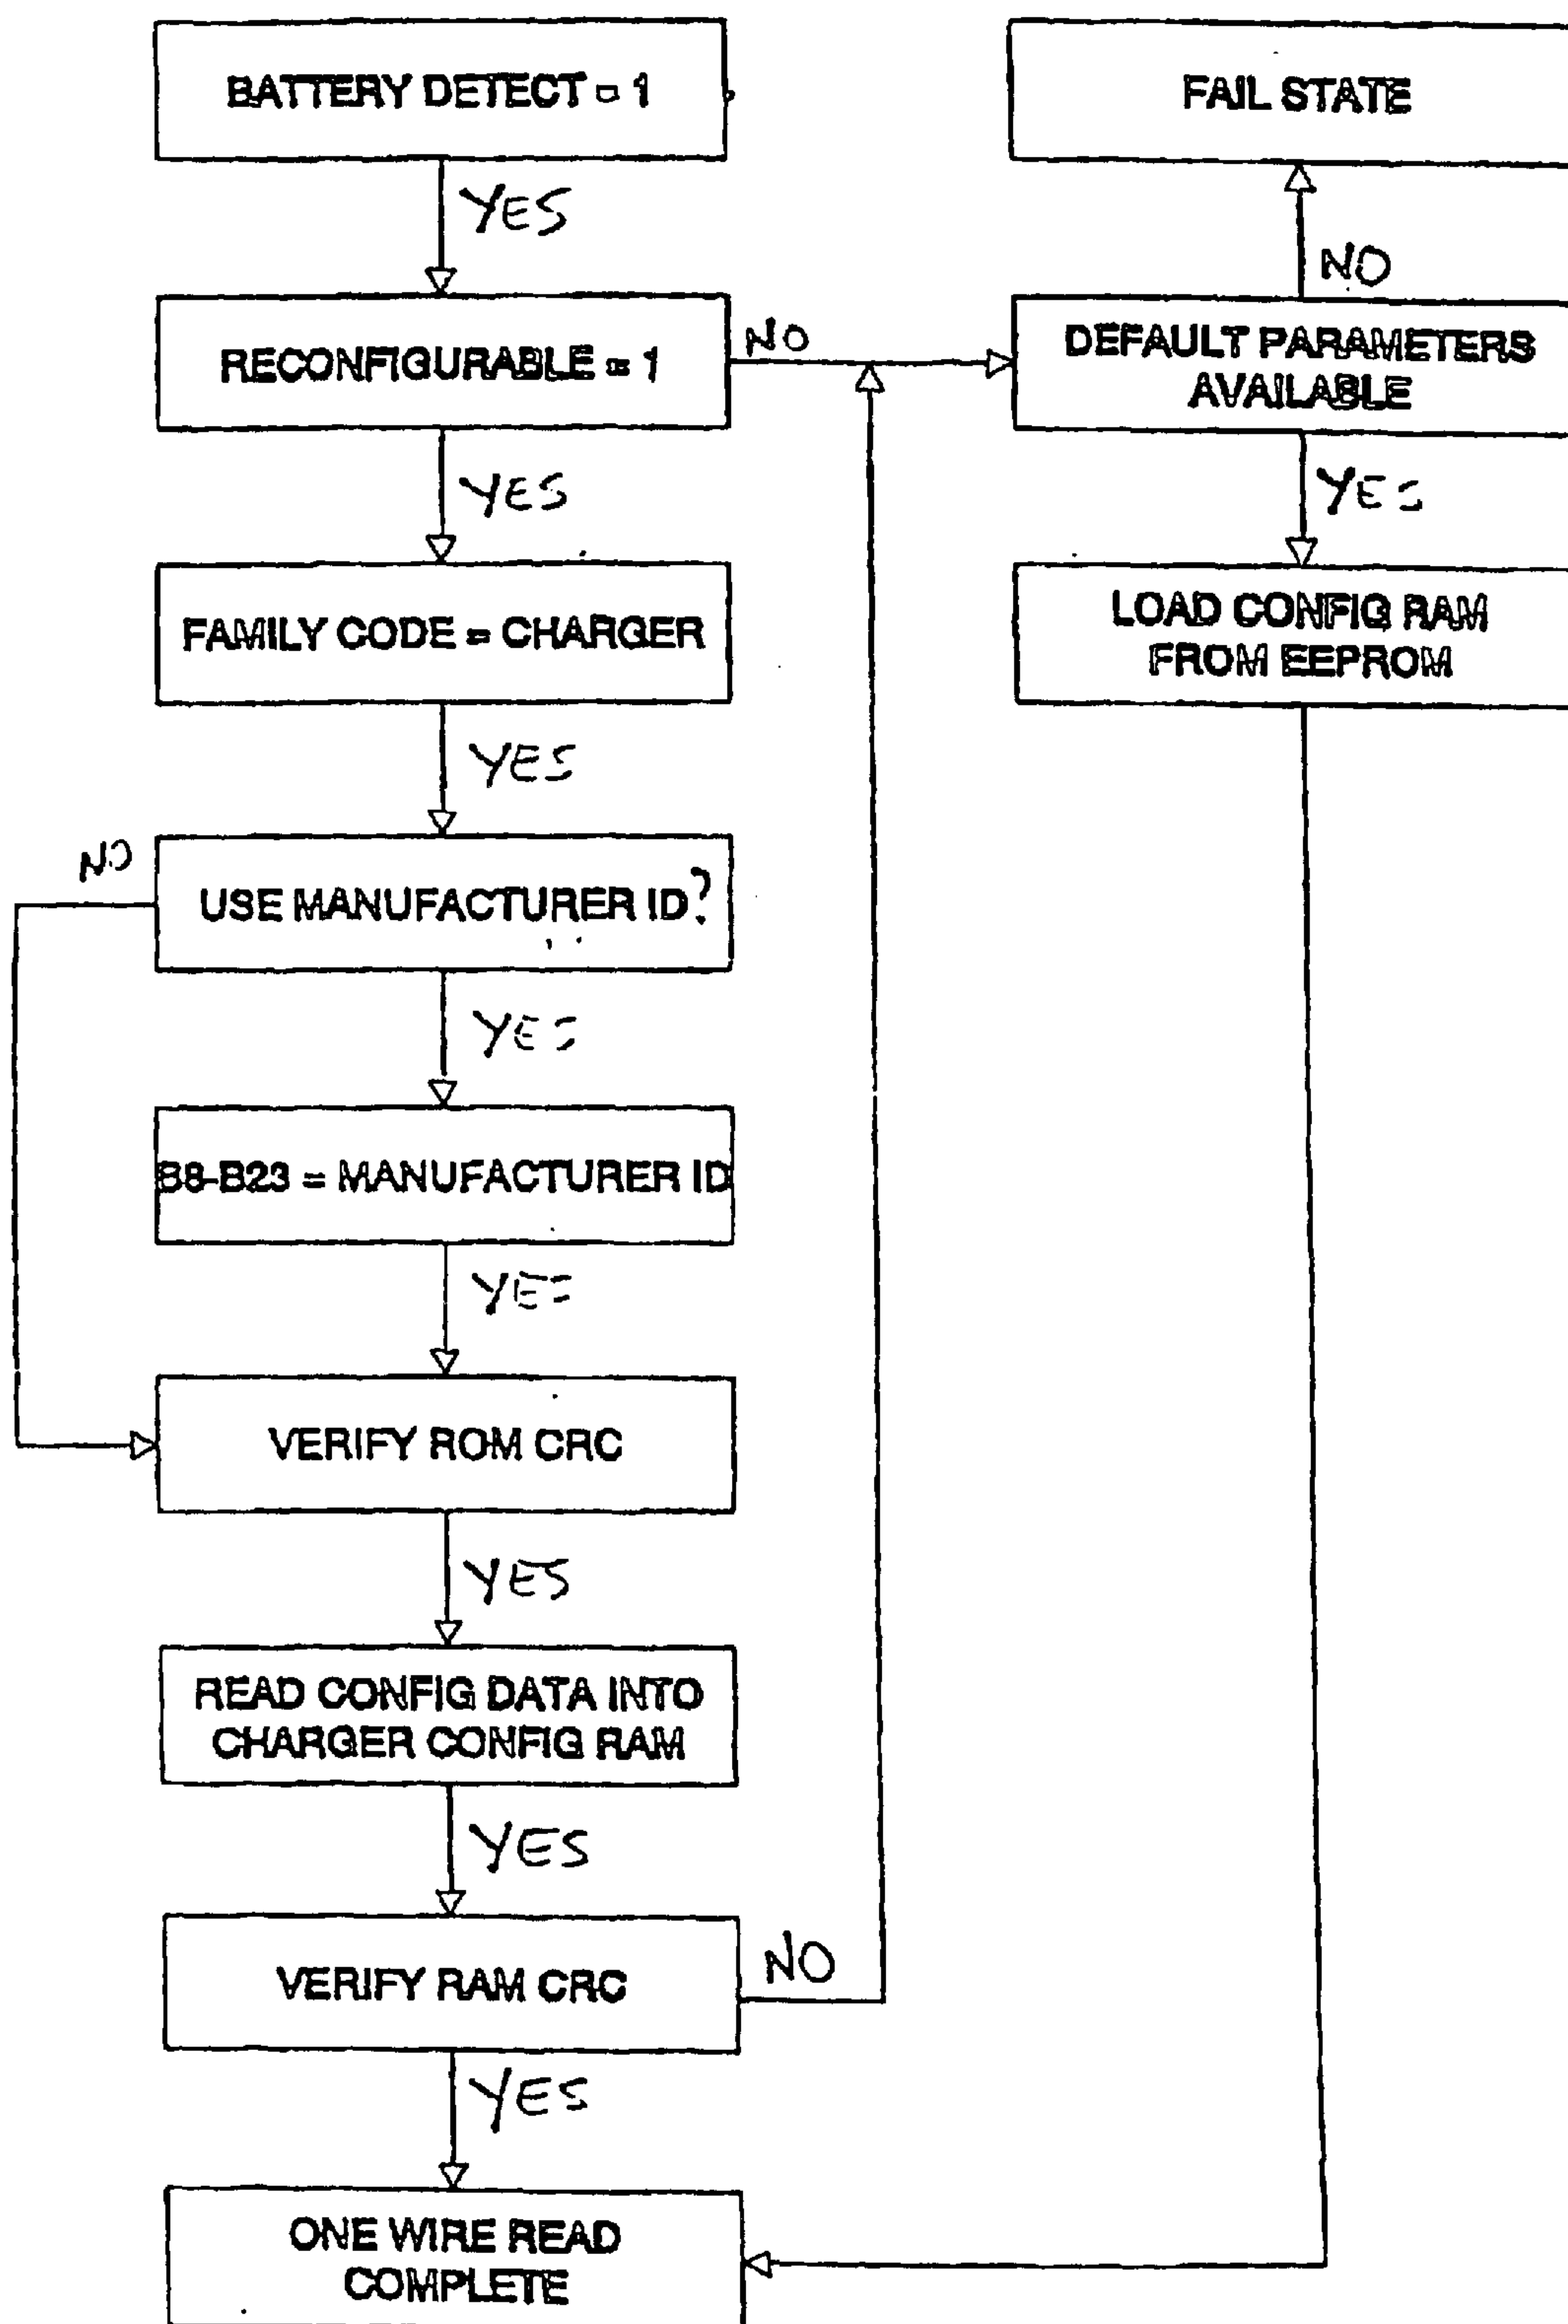 BATTERY DETECT = 1
FAIL STATE
YES
NO
RECONFIGURABLE = 1
NO
DEFAULT PARAMETERS
AVAILABLE
YES
YES
FAMILY CODE = CHARGER
LOAD CONFIG RAM
FROM EEPROM
YES
NO
USE MANUFACTURER ID?
YES
B8-B23 = MANUFACTURER ID
YES
VERIFY ROM CRC
YES
READ CONFIG DATA INTO
CHARGER CONFIG RAM
YES
VERIFY RAM CRC
NO
YES
ONE WIRE READ
COMPLETE